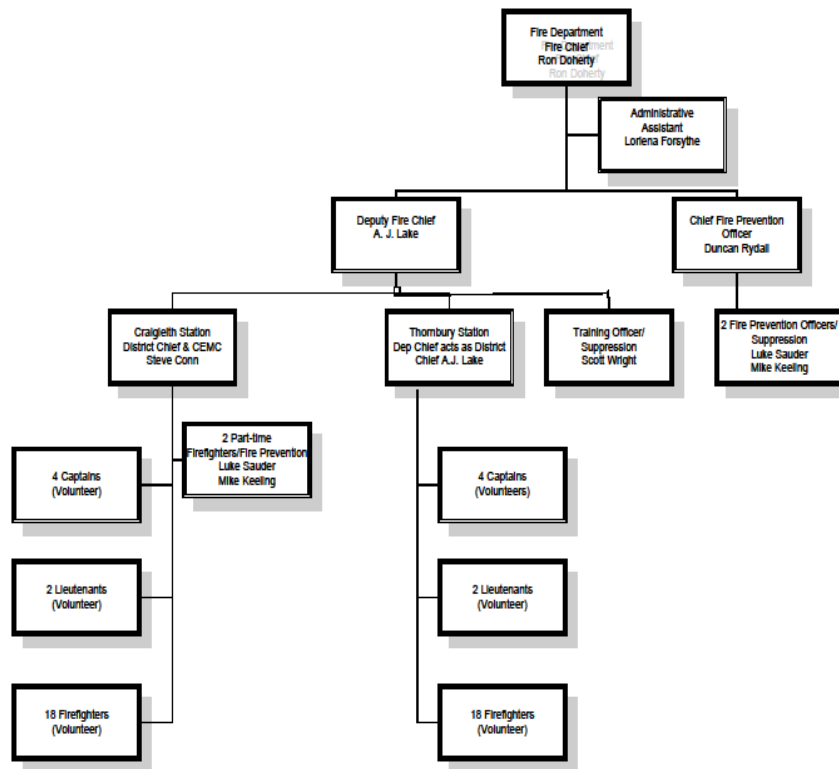 Fire Department
Fire Chief
Ron Doherty
Administrative
Assistant
Loriena Forsythe
Deputy Fire Chief
A. J. Lake
Chief Fire Prevention
Officer
Duncan Rydall
Craigleith Station
District Chief & CEMC
Steve Conn
Thornbury Station
Dep Chief acts as District
Chief A.J. Lake
Training Officer/
Suppression
Scott Wright
2 Fire Prevention Officers/
Suppression
Luke Sauder
Mike Keeling
2 Part-time
Firefighters/Fire Prevention
Luke Sauder
Mike Keeling
4 Captains
(Volunteer)
4 Captains
(Volunteers)
2 Lieutenants
(Volunteer)
2 Lieutenants
(Volunteer)
18 Firefighters
(Volunteer)
18 Firefighters
(Volunteer)